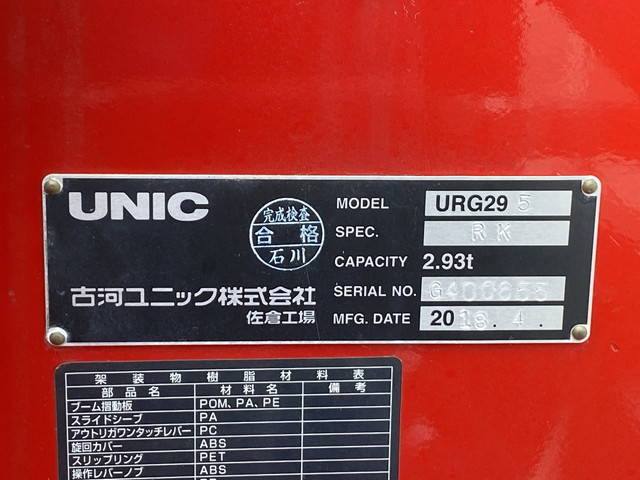 UNIC
完成検査
合格
石川
MODEL URG295
SPEC. RK
CAPACITY 2.93t
SERIAL NO.
MFG. DATE 2018.4.
古河ユニック株式会社
佐倉工場
架装物樹脂材料表
部品名 材料名 備考
ブーム摺動板 POM、PA、PE
スライドシーブ PA
アウトリガワンタッチレバー PC
旋回カバー ABS
スリップリング PET
操作レバーノブ ABS